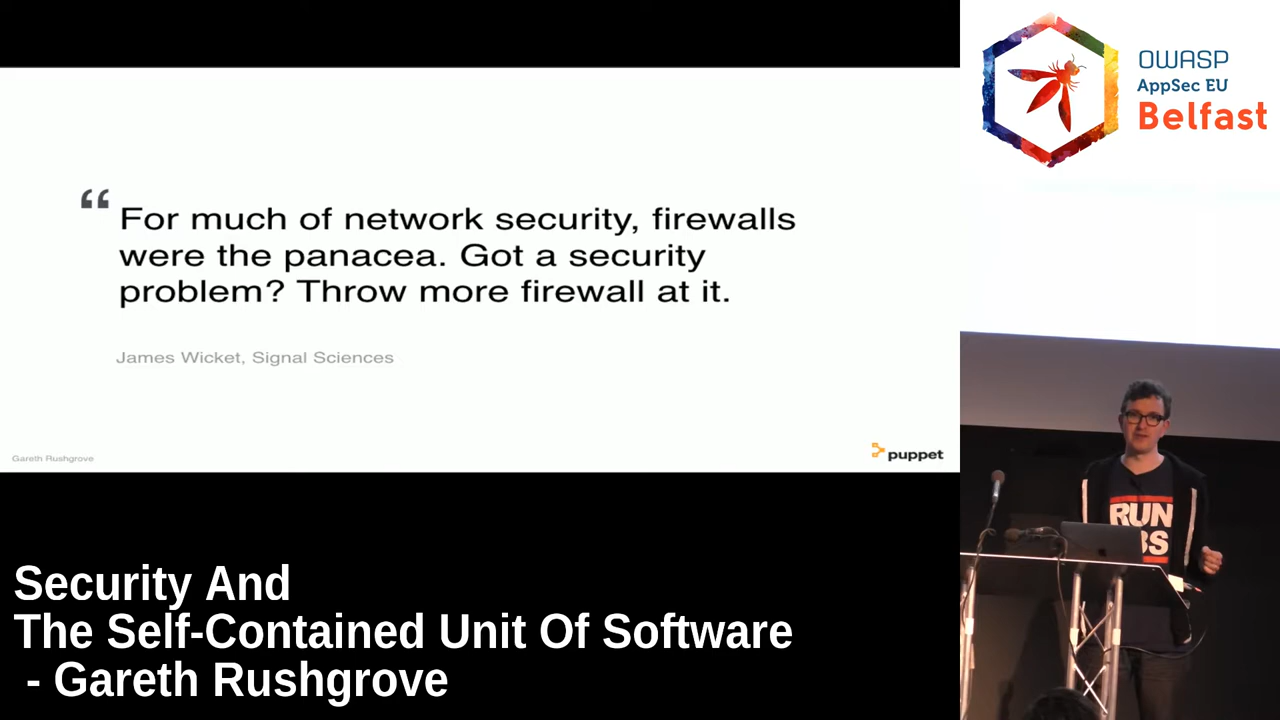 “ For much of network security, firewalls
were the panacea. Got a security
problem? Throw more firewall at it.
James Wicket, Signal Sciences
Gareth Rushgrove
puppet
OWASP
AppSec EU
Belfast
RUN
BS
Security And
The Self-Contained Unit Of Software
- Gareth Rushgrove